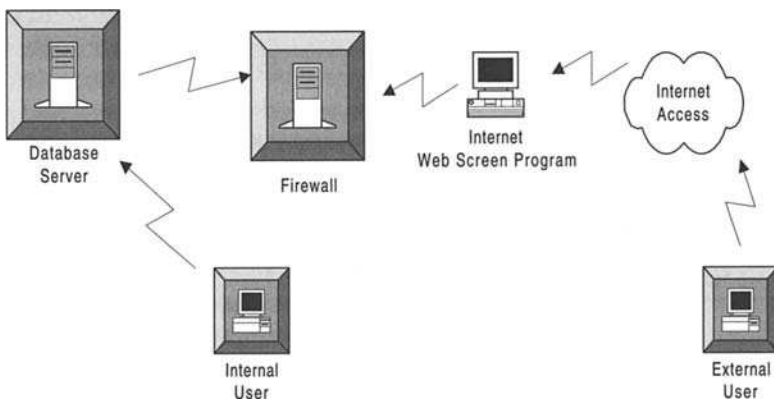 Database
Server
Firewall
Internet
Web Screen Program
Internet
Access
Internal
User
External
User